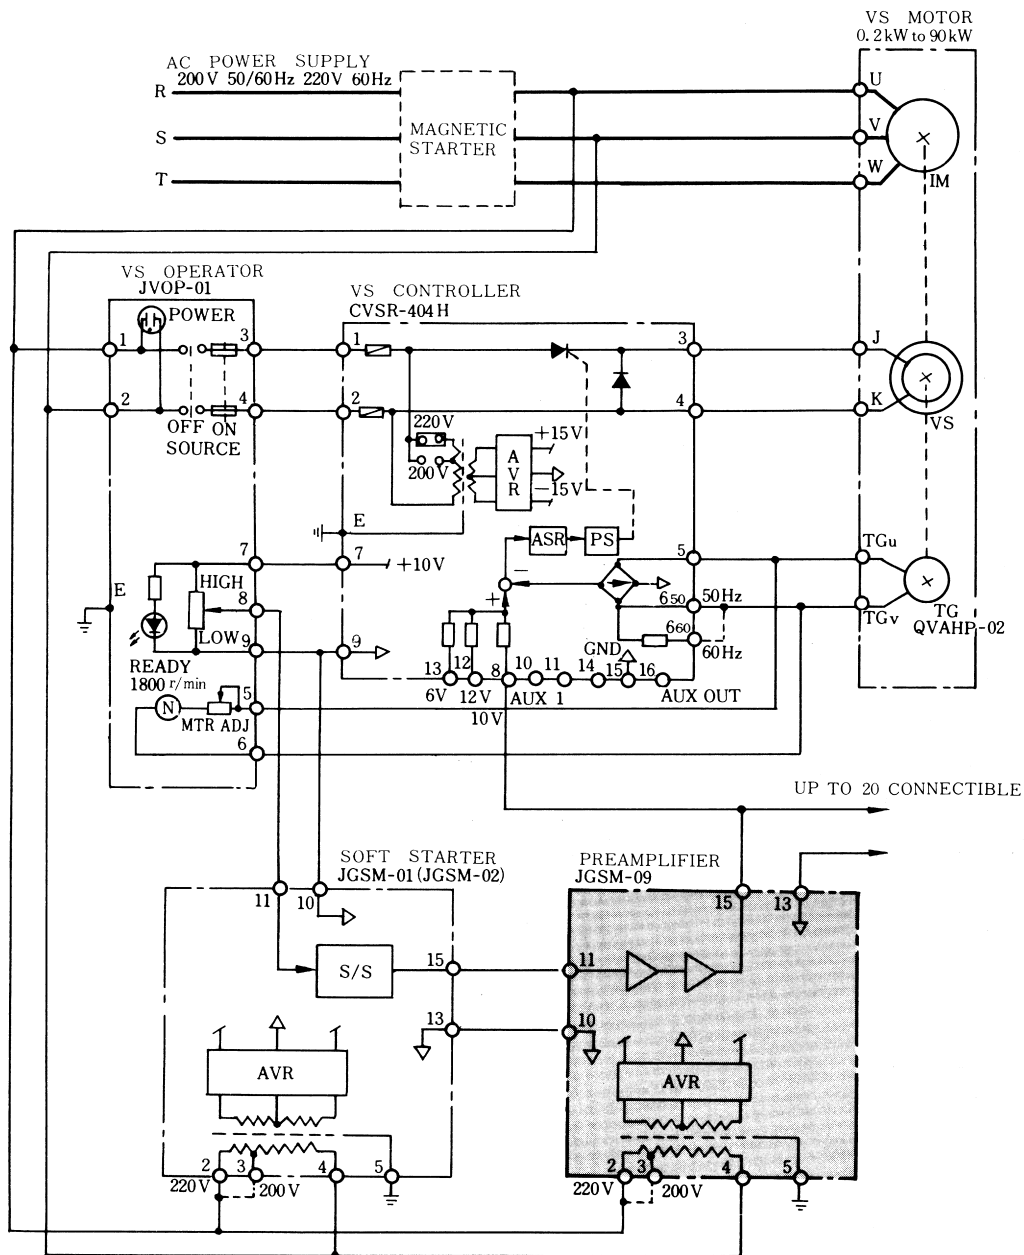 VS MOTOR
0.2kW to 90kW
AC POWER SUPPLY
200V 50/60Hz 220V 60Hz
R
S
T
MAGNETIC
STARTER
U
V
W
IM
VS OPERATOR
JVOP-01
POWER
1
3
2
4
OFF ON
SOURCE
VS CONTROLLER
CVSR-404H
1
3
2
4
220V
200V
A
V
R
+15V
-15V
J
K
VS
E
ASR
PS
7
HIGH
8
LOW
9
E
READY
1800 r/min
N
MTR ADJ
5
6
7
+10V
9
+
-
5
6 50
50Hz
6 60
60Hz
TGu
TGv
TG
QVAHP-02
GND
13
12
8
10
11
14
15
16
6V
12V
10V
AUX 1
AUX OUT
UP TO 20 CONNECTIBLE
SOFT STARTER
JGSM-01(JGSM-02)
11
10
S/S
15
13
AVR
2
3
4
5
220V
200V
PREAMPLIFIER
JGSM-09
15
13
11
10
AVR
2
3
4
5
220V
200V